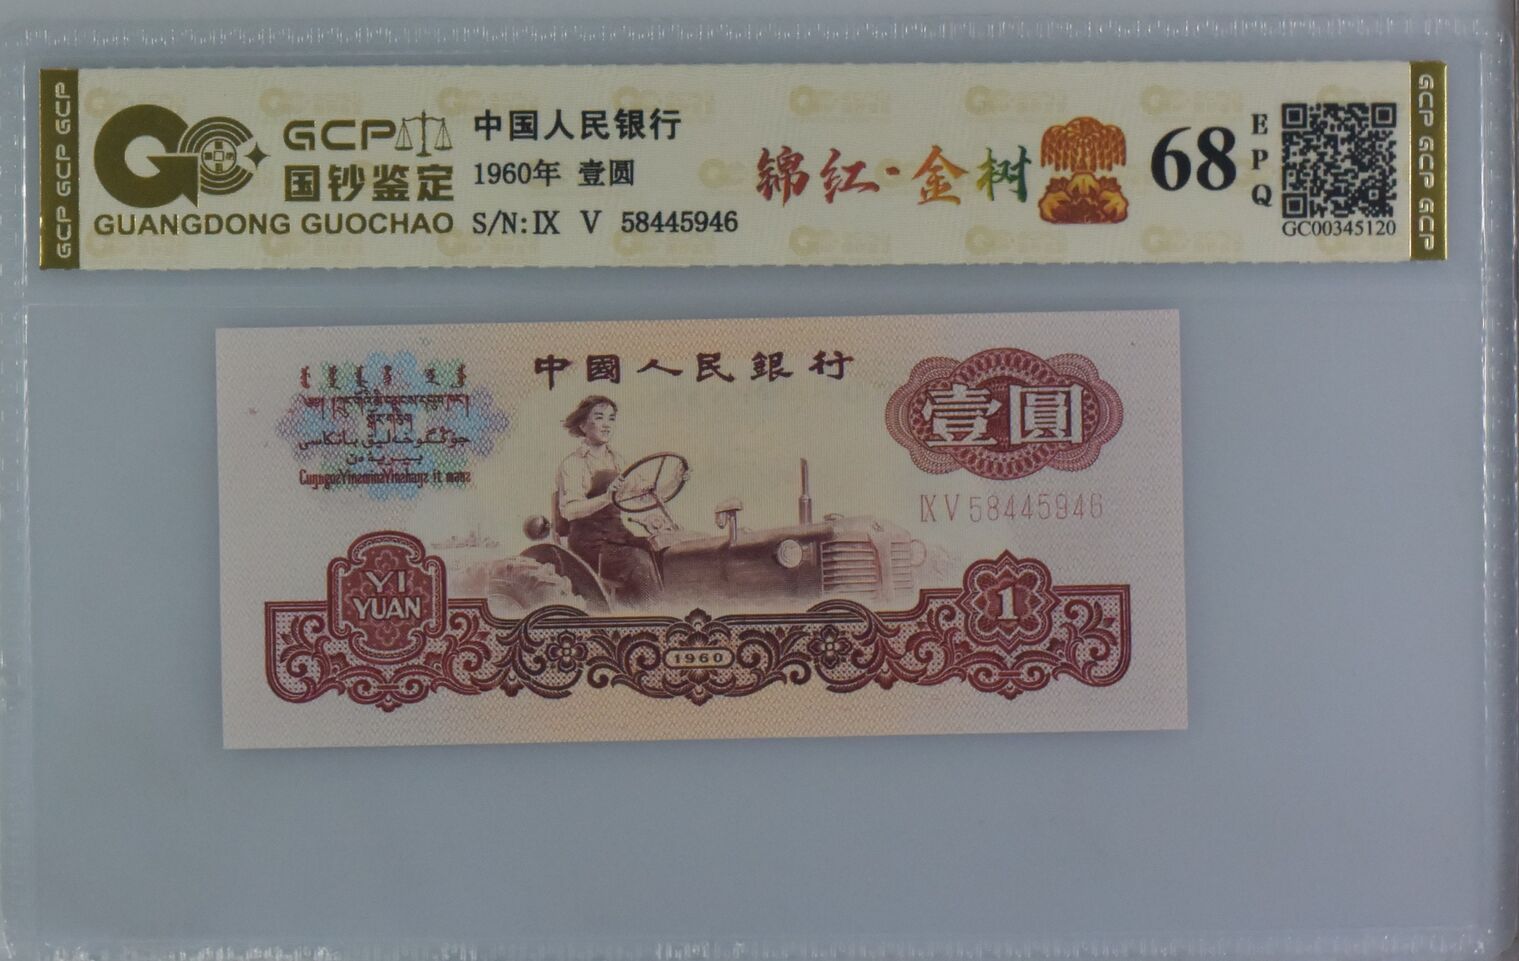 GCP GCP GCP
GCP
国钞鉴定
GUANGDONG GUOCHAO
中国人民银行
1960年 壹圆
S/N: IX V 58445946
锦红·金树
68
EPQ
GC00345120
GCP GCP GCP
中國人民銀行
壹圓
IX V 58445946
YI
YUAN
1
1960